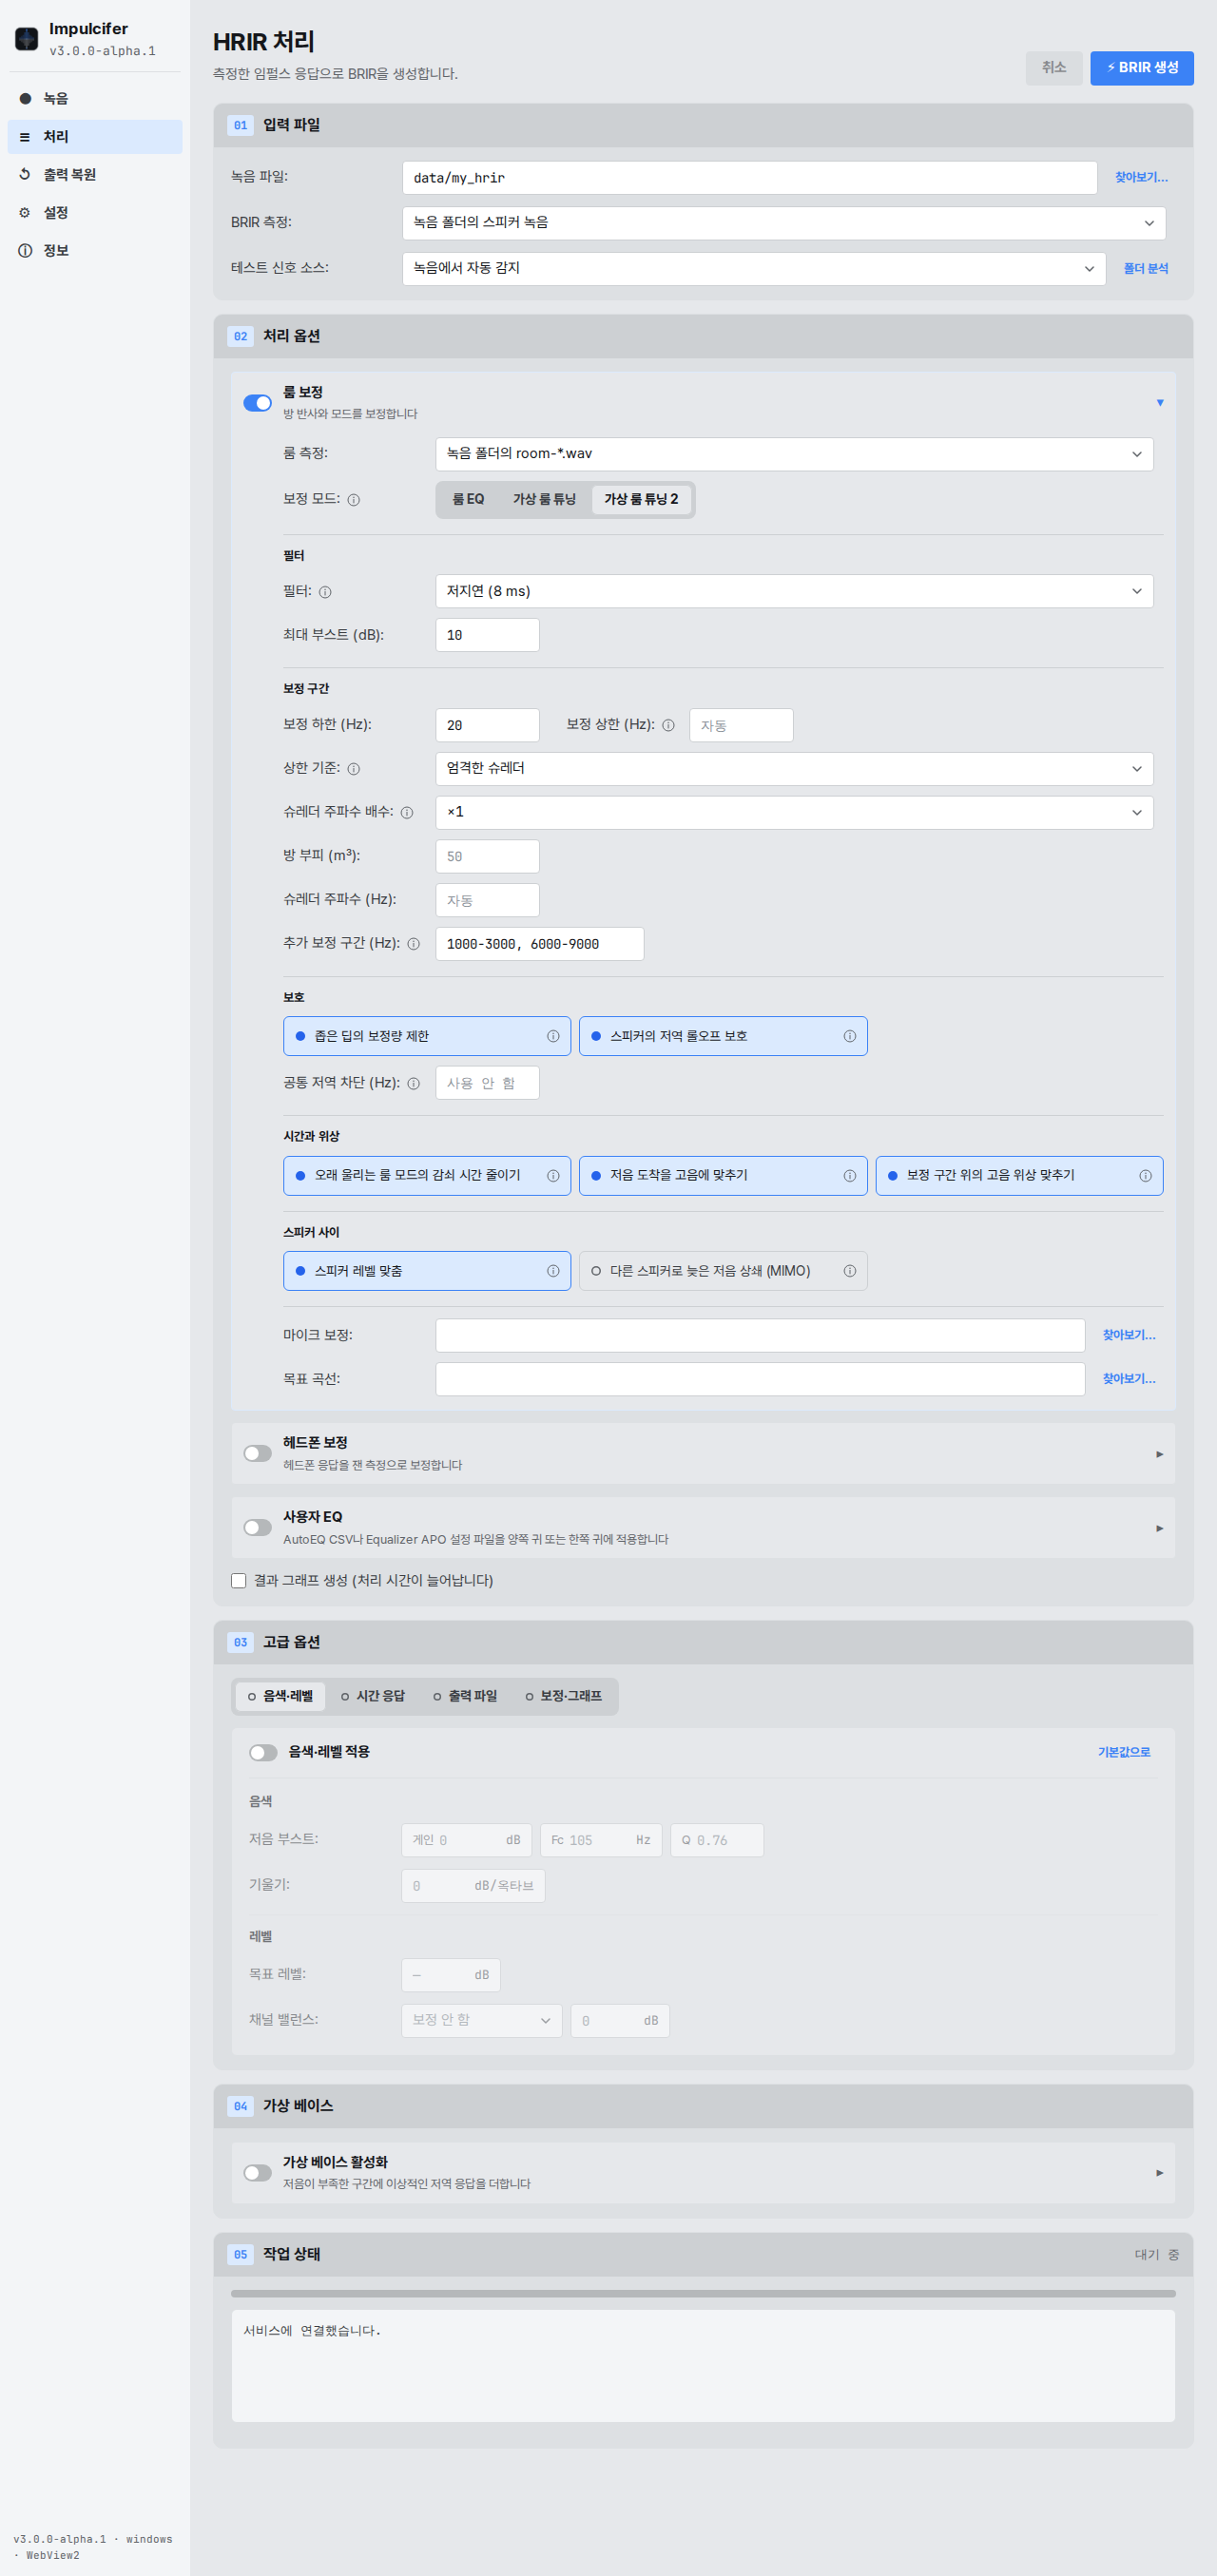 Impulcifer
v3.0.0-alpha.1
녹음
처리
출력 복원
설정
정보
HRIR 처리
측정한 임펄스 응답으로 BRIR을 생성합니다.
취소
⚡ BRIR 생성
01 입력 파일
녹음 파일: data/my_hrir 찾아보기...
BRIR 측정: 녹음 폴더의 스피커 녹음
테스트 신호 소스: 녹음에서 자동 감지 폴더 분석
02 처리 옵션
룸 보정
방 반사와 모드를 보정합니다
룸 측정: 녹음 폴더의 room-*.wav
보정 모드: 룸 EQ 가상 룸 튜닝 가상 룸 튜닝 2
필터
필터: 저지연 (8 ms)
최대 부스트 (dB): 10
보정 구간
보정 하한 (Hz): 20 보정 상한 (Hz): 자동
상한 기준: 엄격한 슈레더
슈레더 주파수 배수: ×1
방 부피 (m³): 50
슈레더 주파수 (Hz): 자동
추가 보정 구간 (Hz): 1000-3000, 6000-9000
보호
좁은 딥의 보정량 제한 스피커의 저역 롤오프 보호
공통 저역 차단 (Hz): 사용 안 함
시간과 위상
오래 울리는 룸 모드의 감쇠 시간 줄이기 저음 도착을 고음에 맞추기 보정 구간 위의 고음 위상 맞추기
스피커 사이
스피커 레벨 맞춤 다른 스피커로 늦은 저음 상쇄 (MIMO)
마이크 보정: 찾아보기...
목표 곡선: 찾아보기...
헤드폰 보정
헤드폰 응답을 잰 측정으로 보정합니다
사용자 EQ
AutoEQ CSV나 Equalizer APO 설정 파일을 양쪽 귀 또는 한쪽 귀에 적용합니다
결과 그래프 생성 (처리 시간이 늘어납니다)
03 고급 옵션
음색·레벨 시간 응답 출력 파일 보정·그래프
음색·레벨 적용 기본값으로
음색
저음 부스트: 게인 0 dB Fc 105 Hz Q 0.76
기울기: 0 dB/옥타브
레벨
목표 레벨: — dB
채널 밸런스: 보정 안 함 0 dB
04 가상 베이스
가상 베이스 활성화
저음이 부족한 구간에 이상적인 저역 응답을 더합니다
05 작업 상태 대기 중
서비스에 연결했습니다.
v3.0.0-alpha.1 · windows
· WebView2